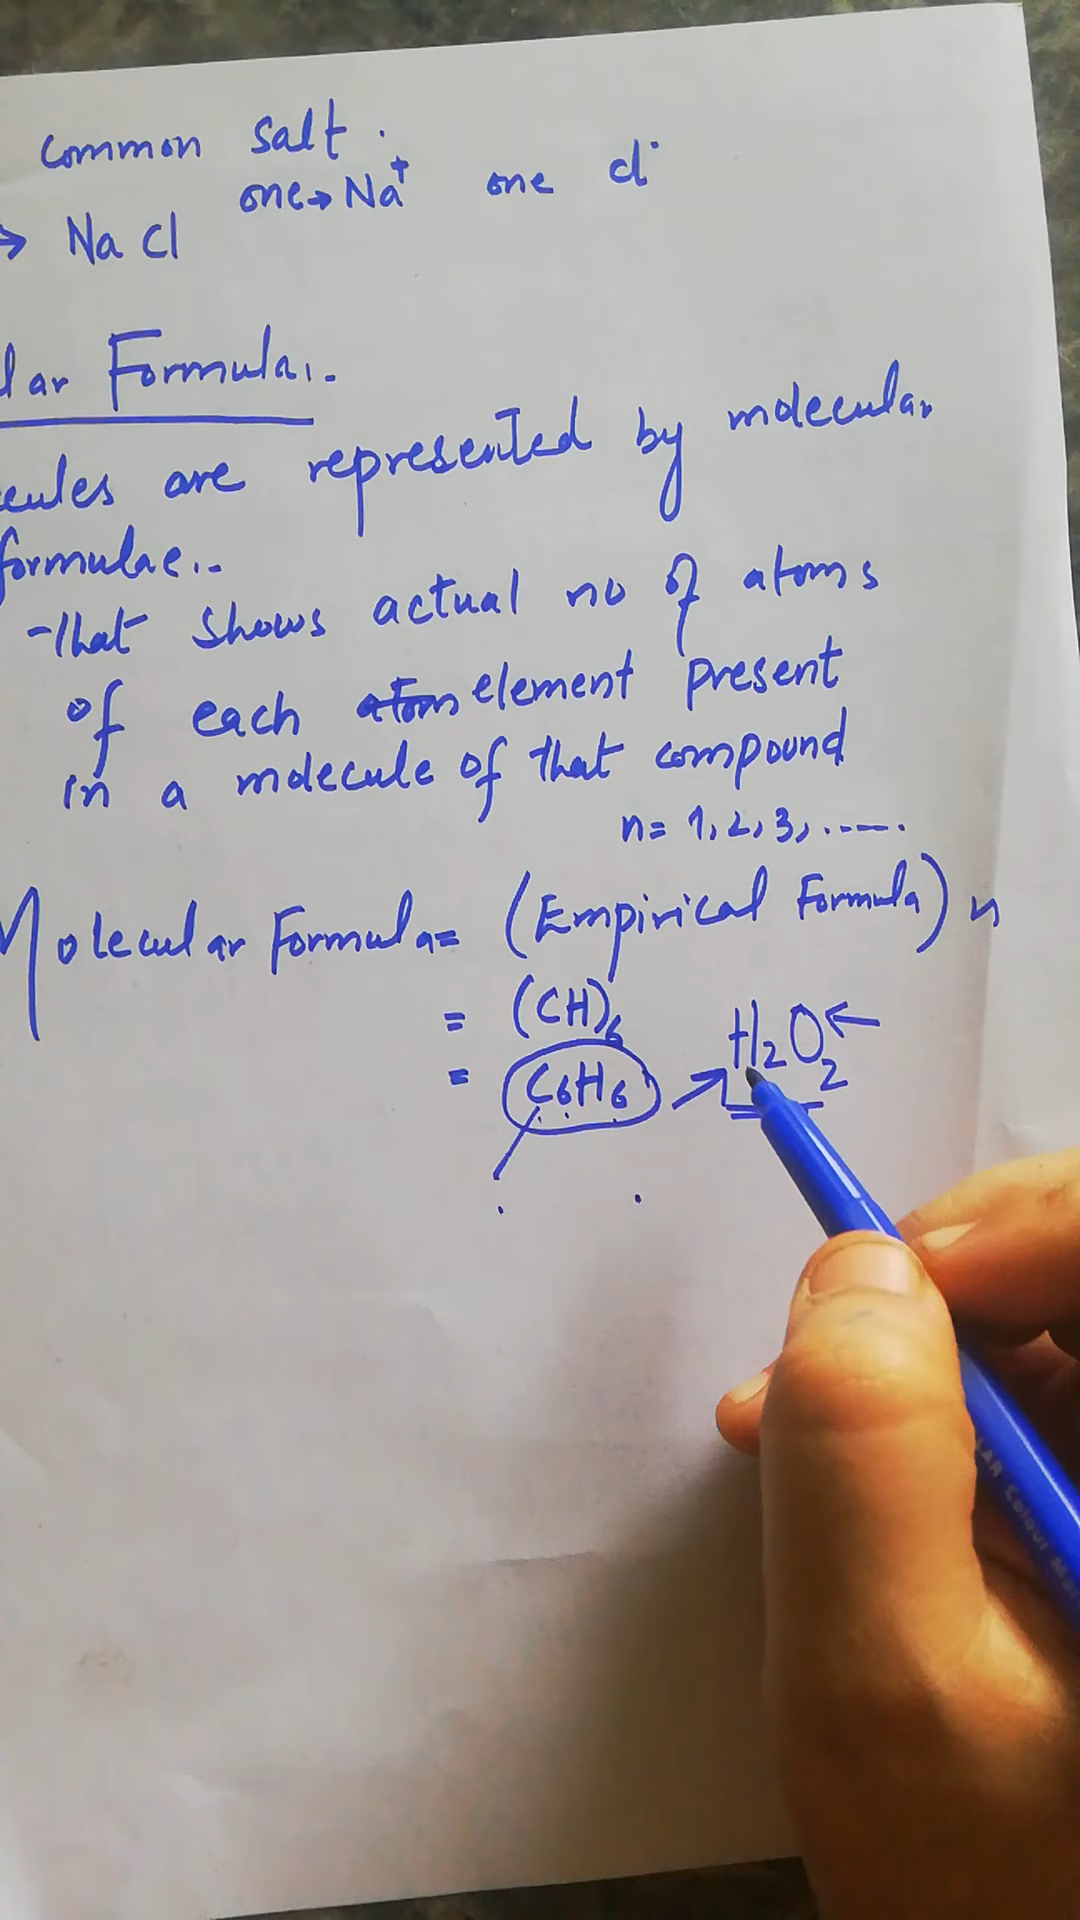 common salt.
one→ Na⁺ one cl⁻
→ NaCl
lar Formula:-
cules are represented by molecular
formulae:-
That shows actual no of atoms
of each atom element present
in a molecule of that compound
n= 1, 2, 3, ......
Molecular Formula= (Empirical Formula) n
= (CH)₆
= C₆H₆ → H₂O₂ ←